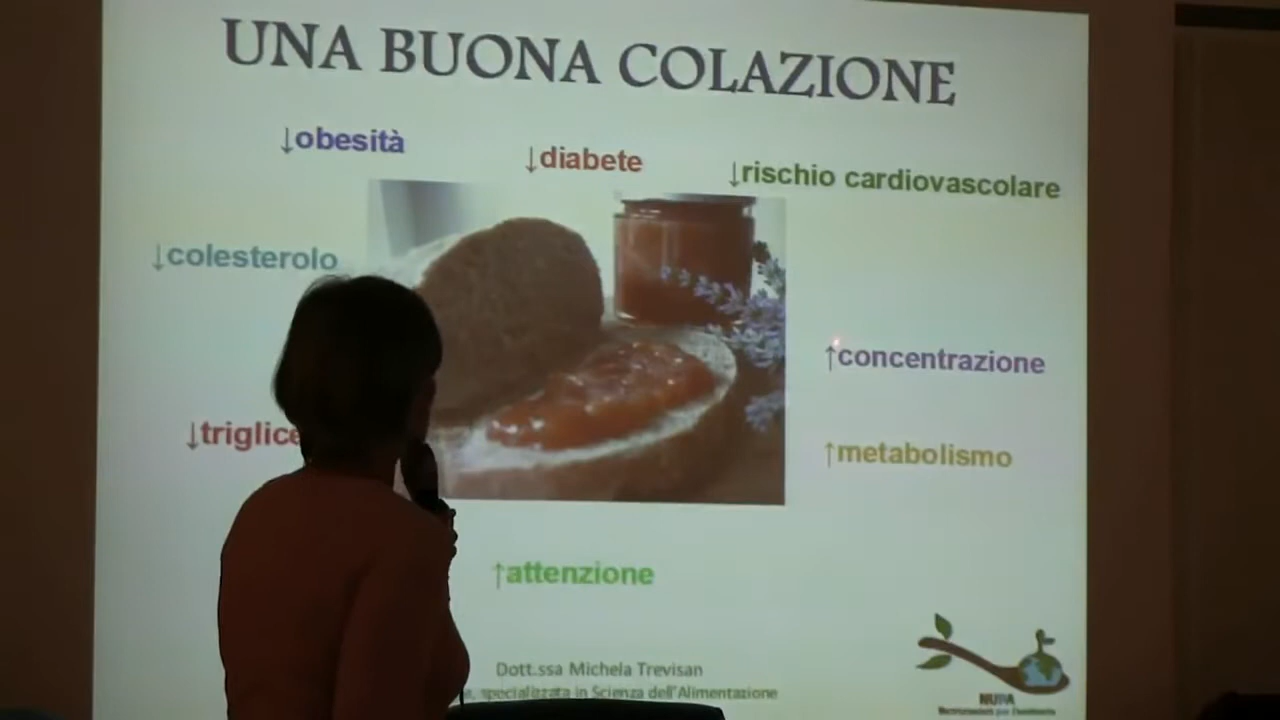 UNA BUONA COLAZIONE
↓obesità
↓diabete
↓rischio cardiovascolare
↓colesterolo
↑concentrazione
↓triglice
↑metabolismo
↑attenzione
Dott.ssa Michela Trevisan
specializzata in Scienza dell'Alimentazione